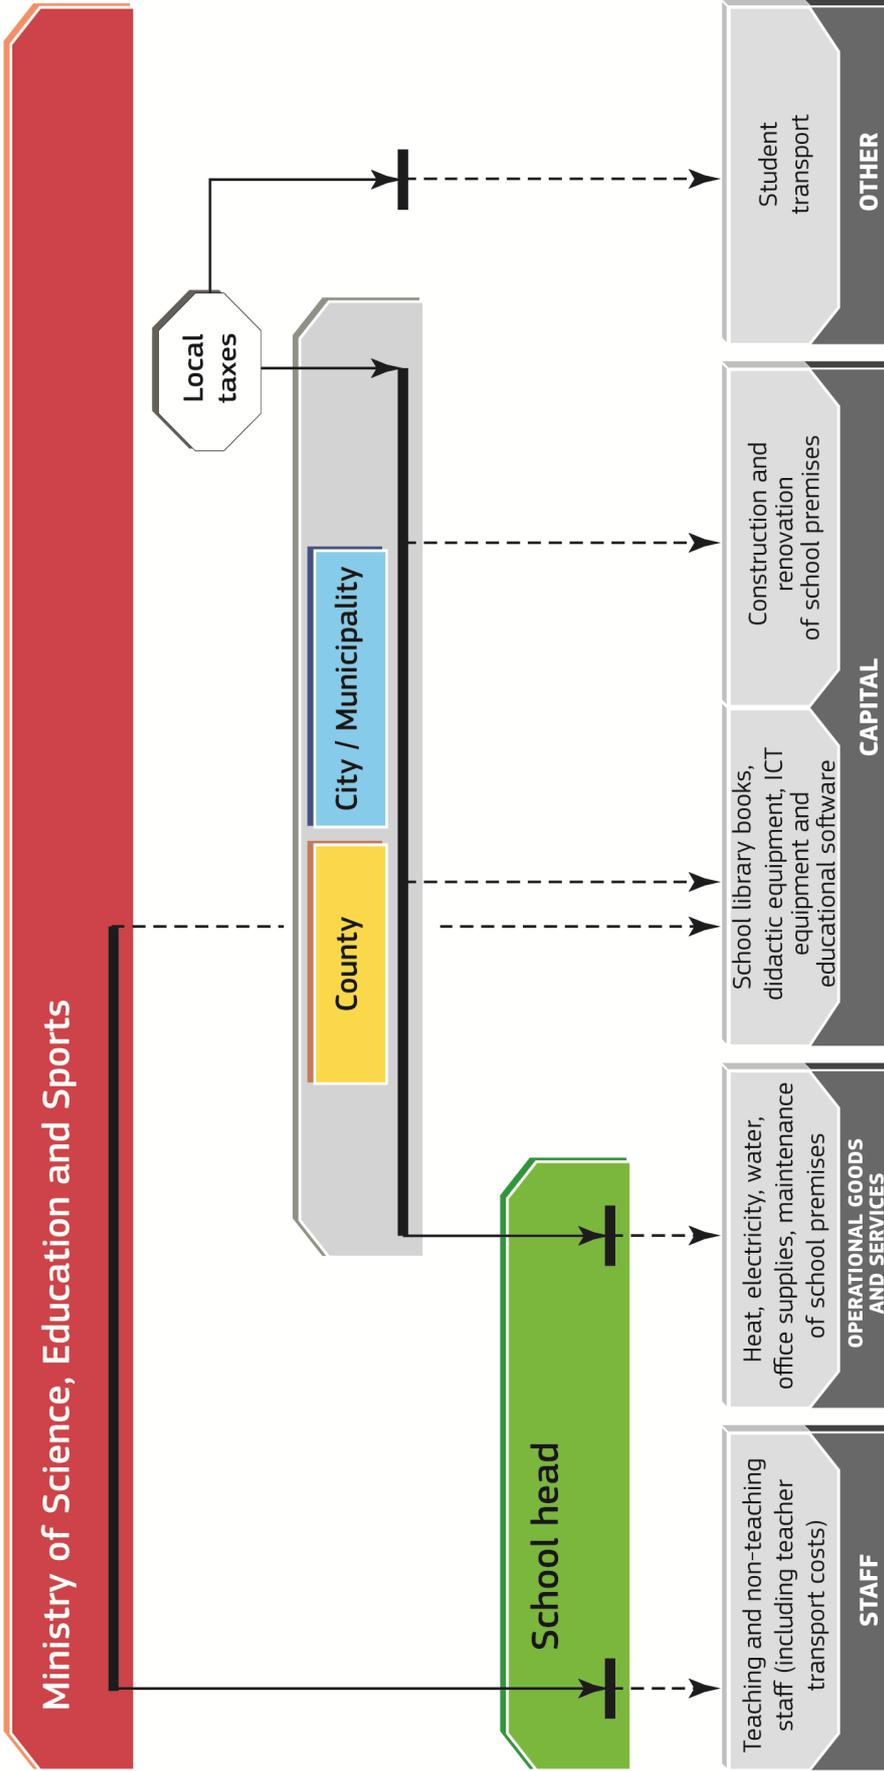 Ministry of Science, Education and Sports
Local
taxes
County
City / Municipality
School head
Teaching and non-teaching
staff (including teacher
transport costs)
Heat, electricity, water,
office supplies, maintenance
of school premises
School library books,
didactic equipment, ICT
equipment and
educational software
Construction and
renovation
of school premises
Student
transport
STAFF
OPERATIONAL GOODS
AND SERVICES
CAPITAL
OTHER